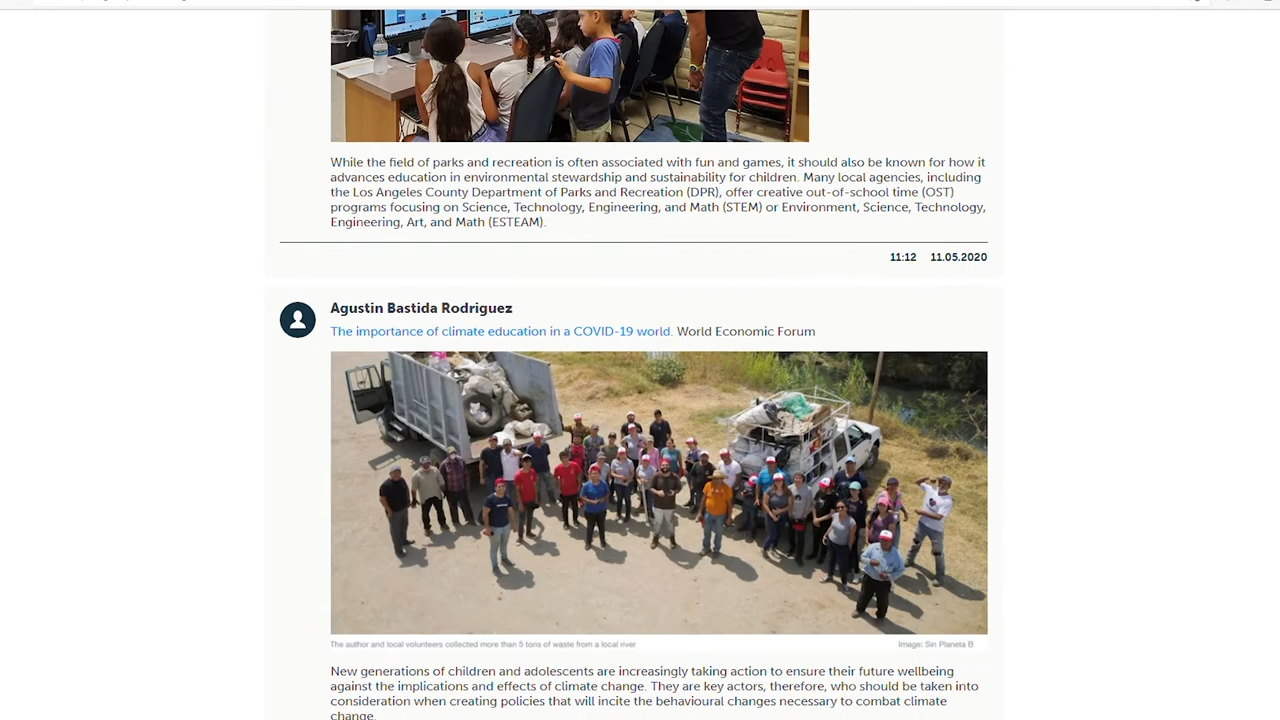 While the field of parks and recreation is often associated with fun and games, it should also be known for how it
advances education in environmental stewardship and sustainability for children. Many local agencies, including
the Los Angeles County Department of Parks and Recreation (DPR), offer creative out-of-school time (OST)
programs focusing on Science, Technology, Engineering, and Math (STEM) or Environment, Science, Technology,
Engineering, Art, and Math (ESTEAM).
11:12 11.05.2020
Agustin Bastida Rodriguez
The importance of climate education in a COVID-19 world. World Economic Forum
The author and local volunteers collected more than 5 tons of waste from a local river
Image: Sin Planeta B
New generations of children and adolescents are increasingly taking action to ensure their future wellbeing
against the implications and effects of climate change. They are key actors, therefore, who should be taken into
consideration when creating policies that will incite the behavioural changes necessary to combat climate
change.